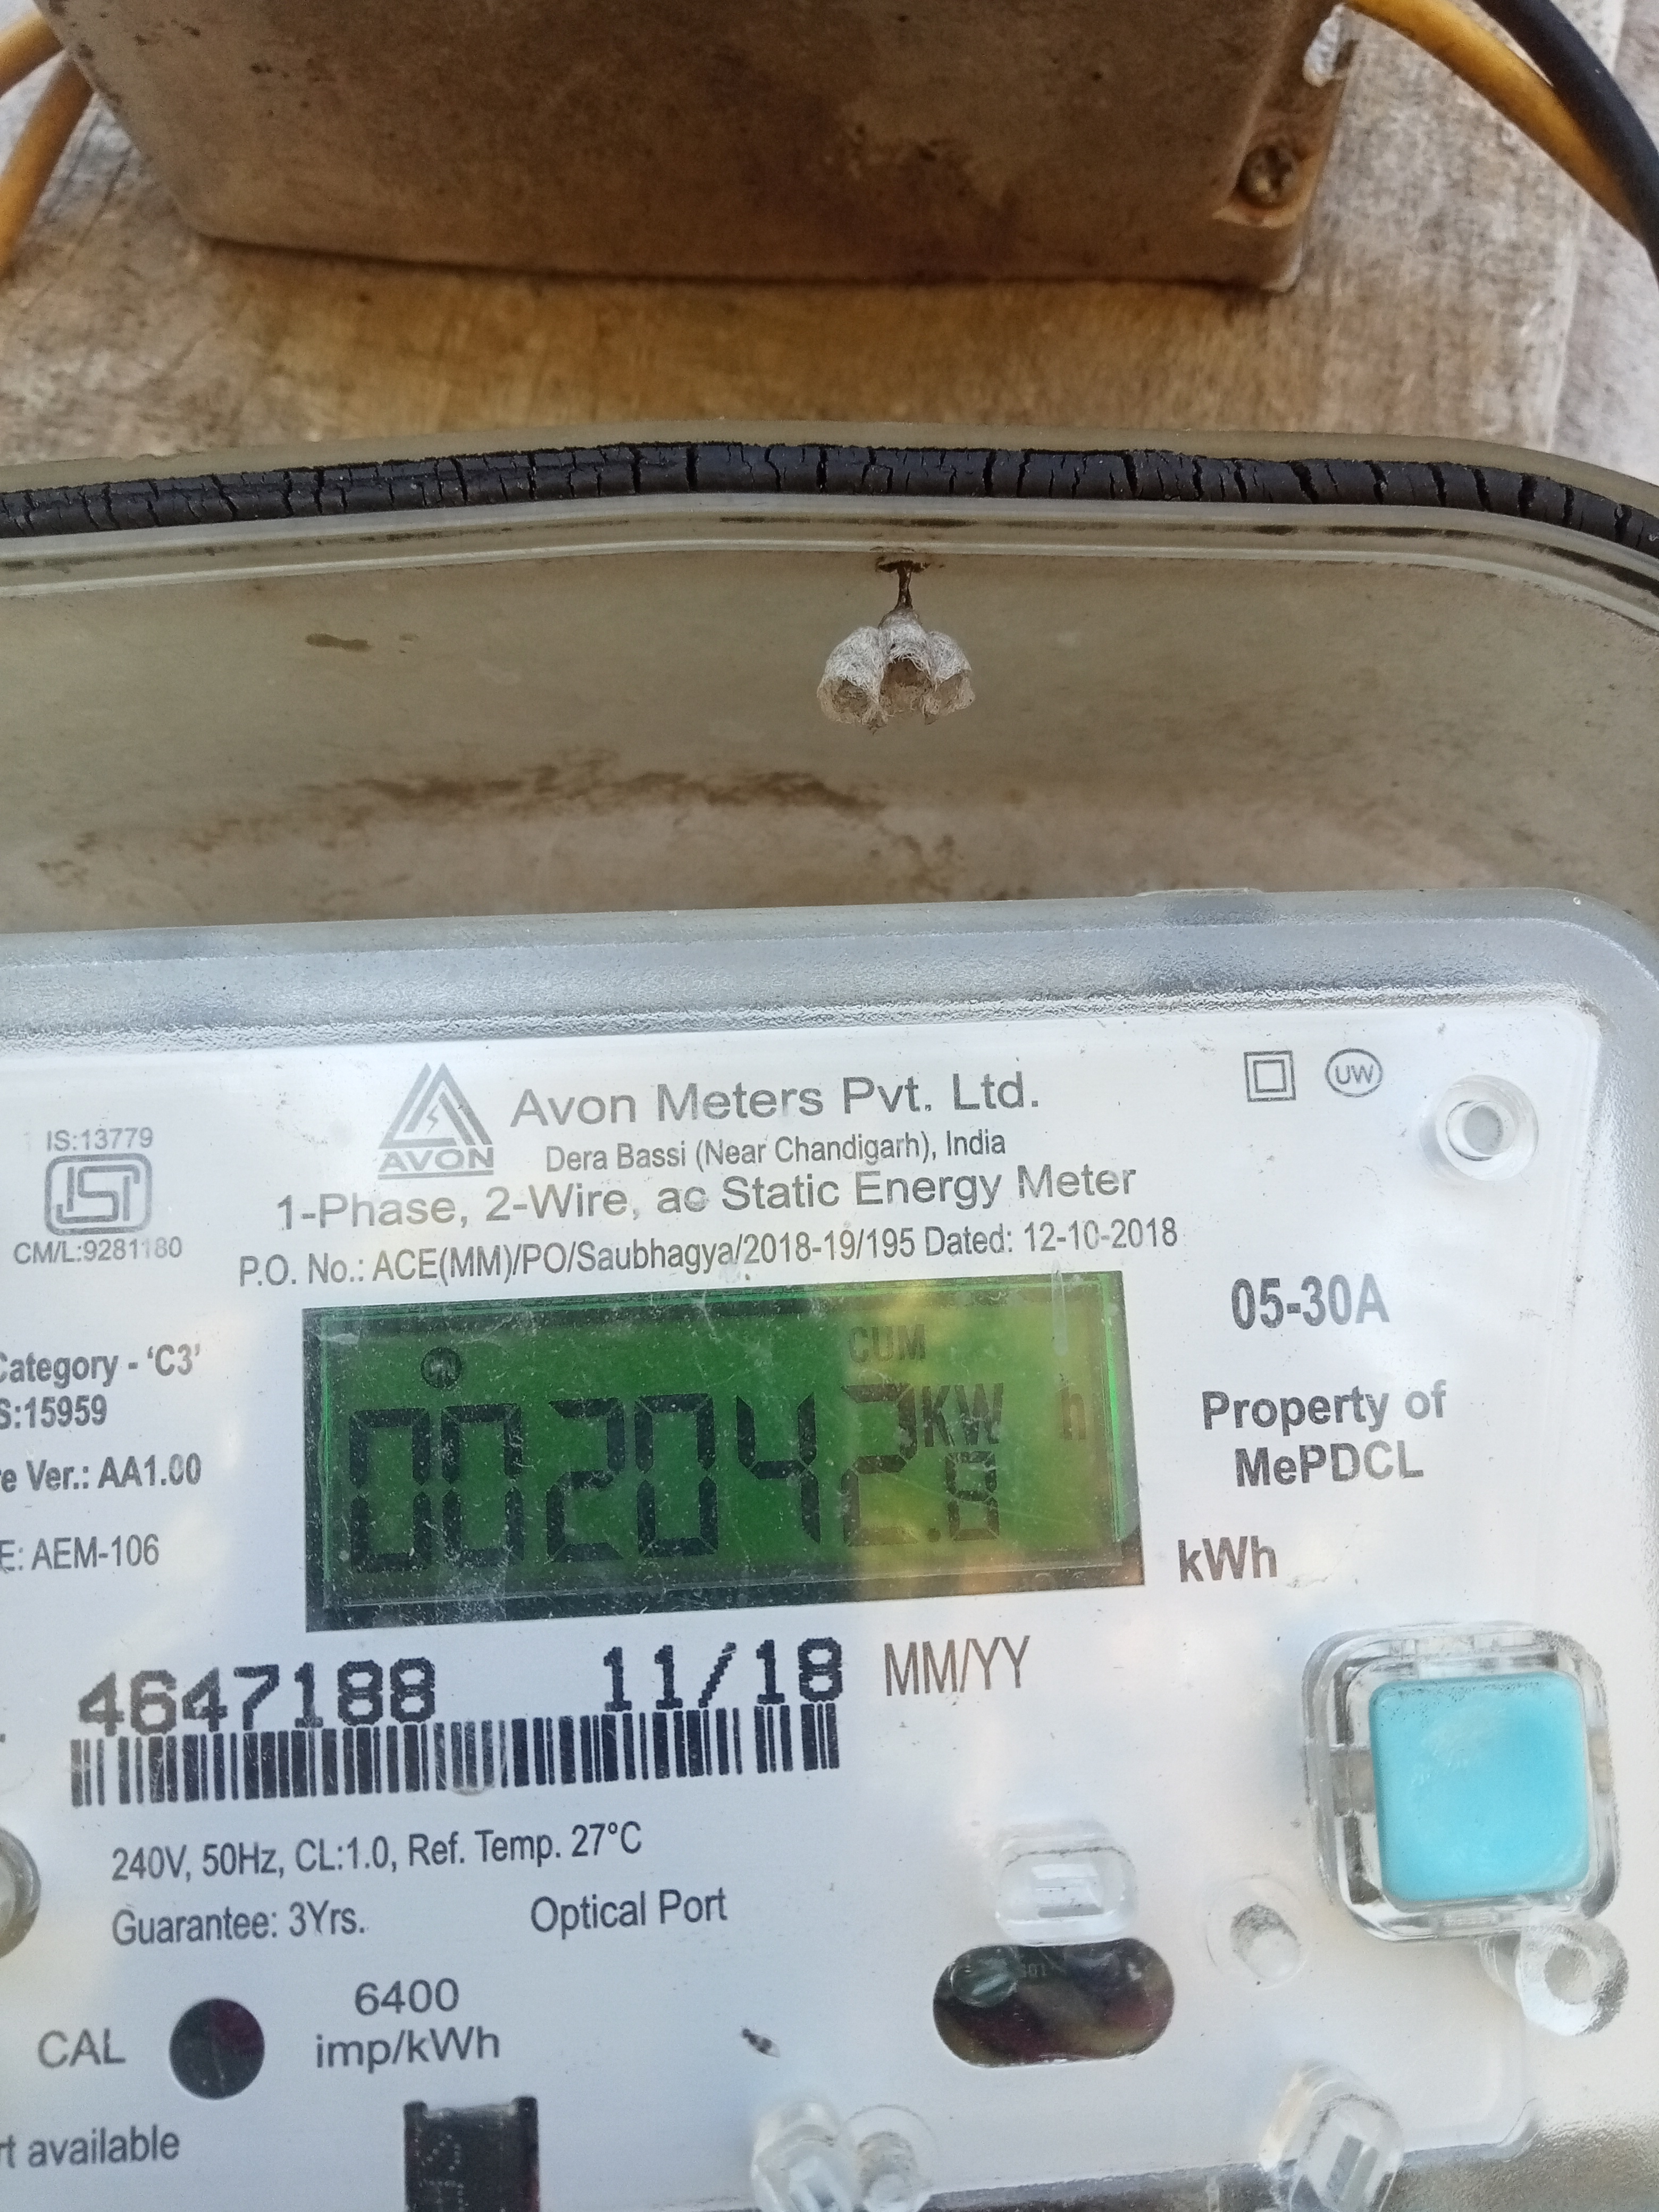 IS:13779
ISI
CM/L:9281180
AVON
Avon Meters Pvt. Ltd.
Dera Bassi (Near Chandigarh), India
1-Phase, 2-Wire, ac Static Energy Meter
P.O. No.: ACE(MM)/PO/Saubhagya/2018-19/195 Dated: 12-10-2018
UW
05-30A
Property of
MePDCL
kWh
Category - 'C3'
S:15959
e Ver.: AA1.00
E: AEM-106
CUM
002042 KW h
4647188 11/18 MM/YY
240V, 50Hz, CL:1.0, Ref. Temp. 27°C
Guarantee: 3Yrs. Optical Port
CAL 6400
imp/kWh
rt available